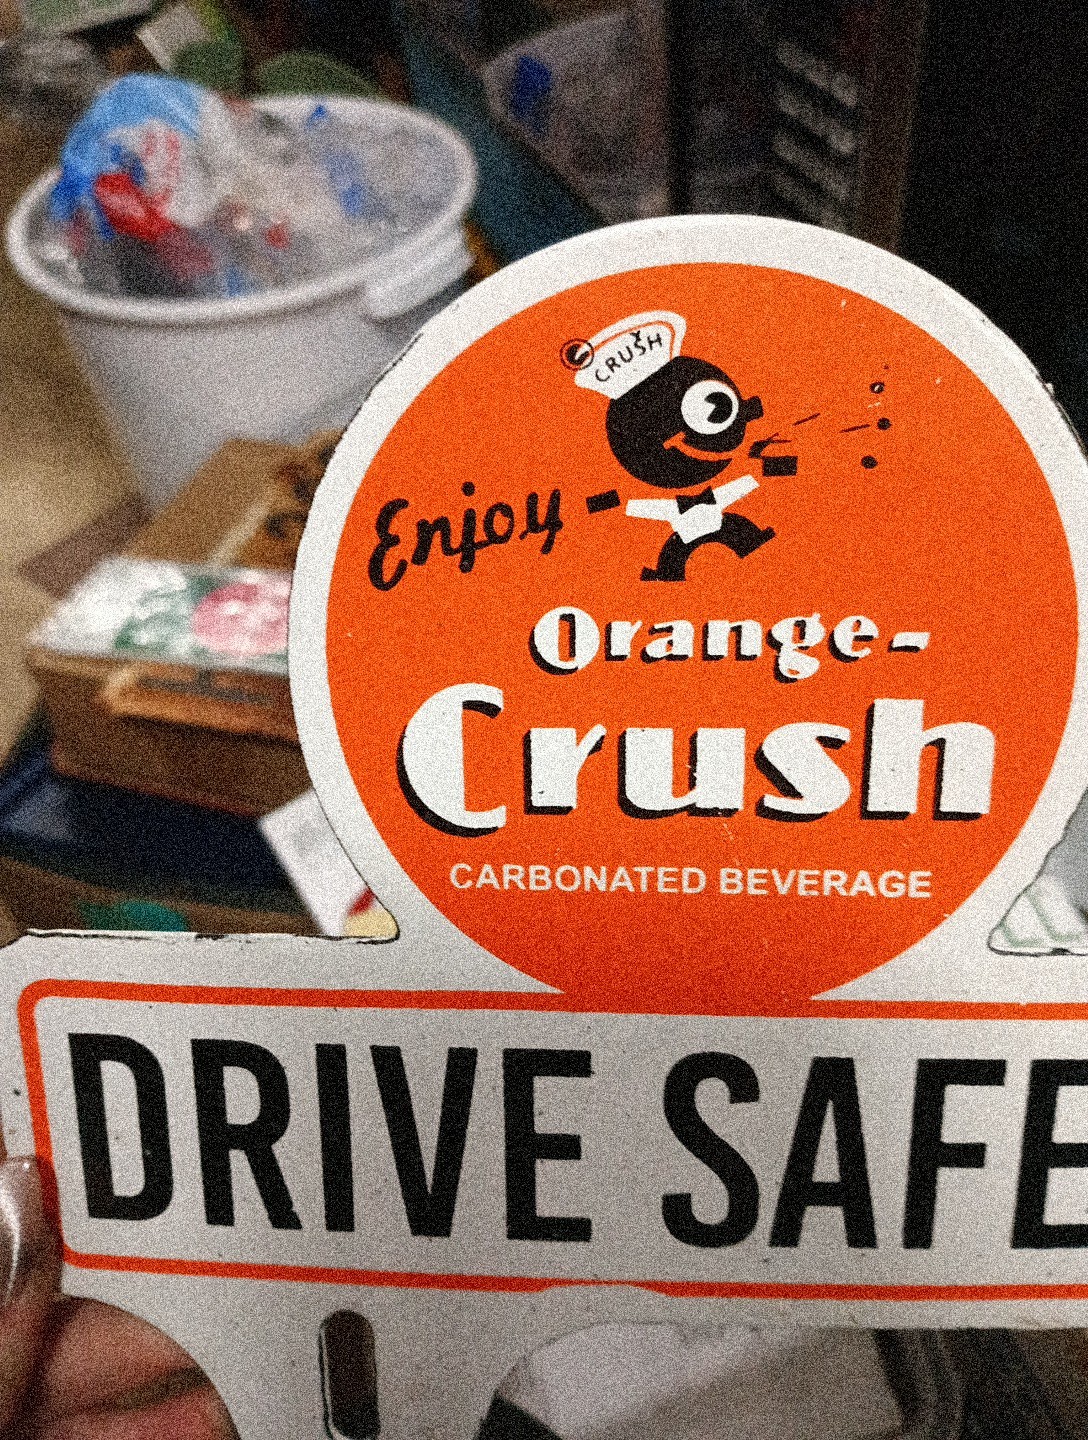 CRUSH
Enjoy
Orange-
Crush
CARBONATED BEVERAGE
DRIVE SAFE